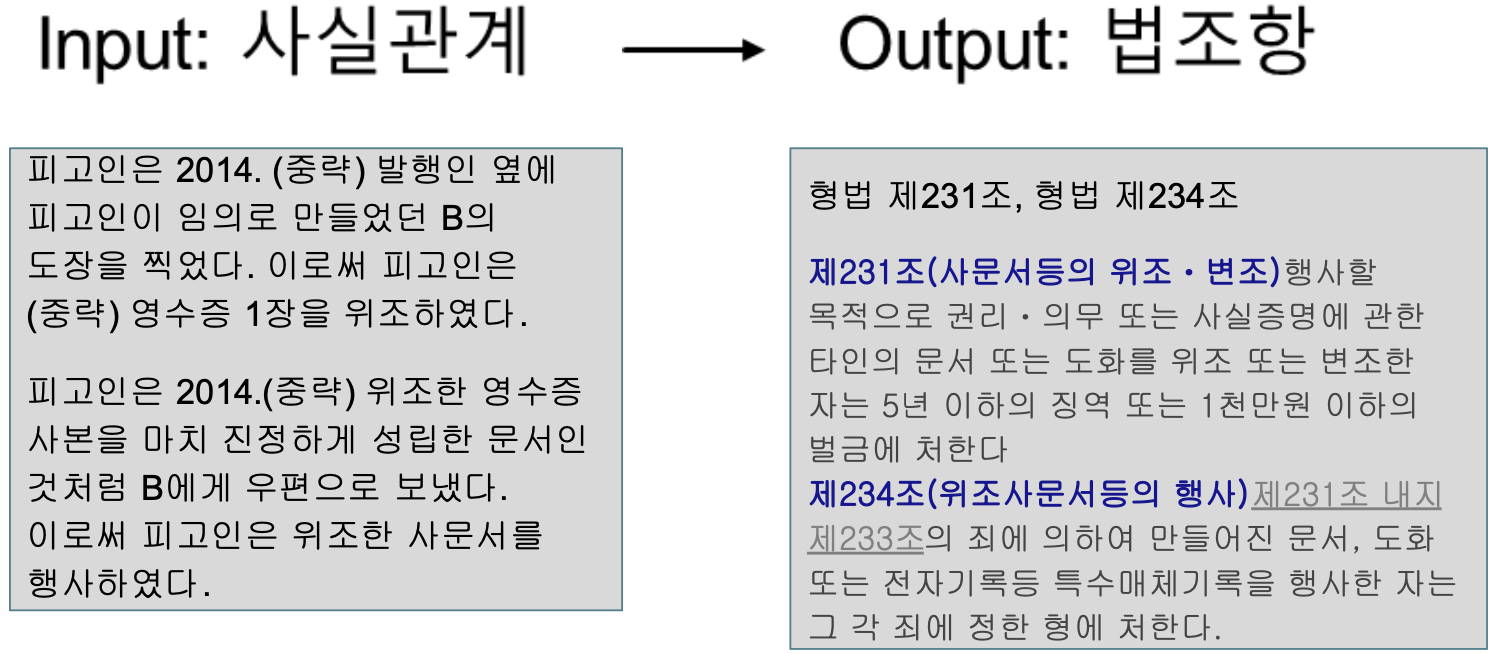 Input: 사실관계
Output: 법조항
피고인은 2014. (중략) 발행인 옆에
피고인이 임의로 만들었던 B의
도장을 찍었다. 이로써 피고인은
(중략) 영수증 1장을 위조하였다.
피고인은 2014.(중략) 위조한 영수증
사본을 마치 진정하게 성립한 문서인
것처럼 B에게 우편으로 보냈다.
이로써 피고인은 위조한 사문서를
행사하였다.
형법 제231조, 형법 제234조
제231조(사문서등의 위조・변조)행사할
목적으로 권리・의무 또는 사실증명에 관한
타인의 문서 또는 도화를 위조 또는 변조한
자는 5년 이하의 징역 또는 1천만원 이하의
벌금에 처한다
제234조(위조사문서등의 행사)제231조 내지
제233조의 죄에 의하여 만들어진 문서, 도화
또는 전자기록등 특수매체기록을 행사한 자는
그 각 죄에 정한 형에 처한다.